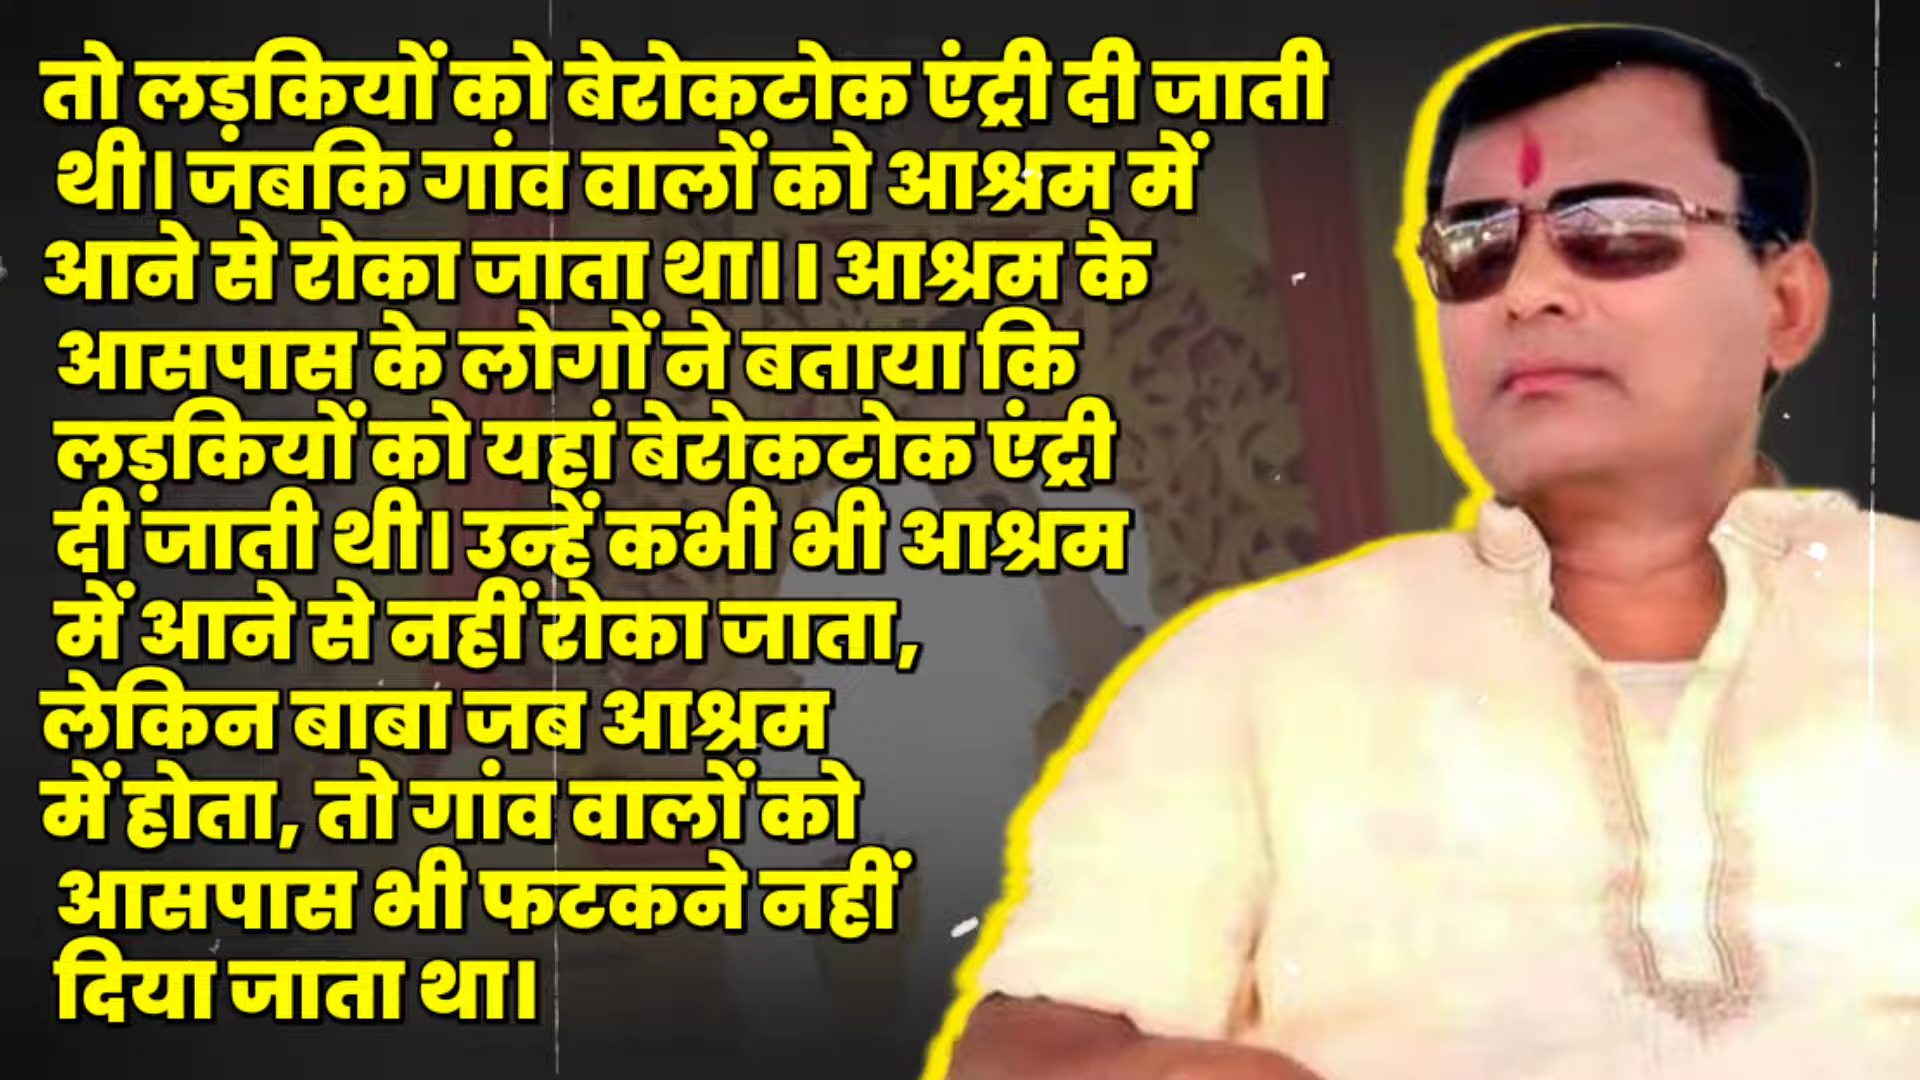 तो लड़कियों को बेरोकटोक एंट्री दी जाती
थी। जबकि गांव वालों को आश्रम में
आने से रोका जाता था।। आश्रम के
आसपास के लोगों ने बताया कि
लड़कियों को यहां बेरोकटोक एंट्री
दी जाती थी। उन्हें कभी भी आश्रम
में आने से नहीं रोका जाता,
लेकिन बाबा जब आश्रम
में होता, तो गांव वालों को
आसपास भी फटकने नहीं
दिया जाता था।